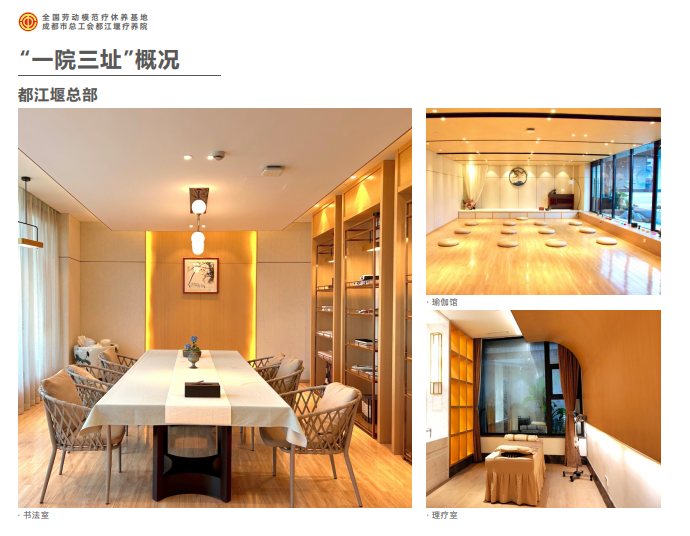 全国劳动模范疗休养基地
成都市总工会都江堰疗养院
“一院三址”概况
都江堰总部
· 瑜伽馆
· 书法室
· 理疗室